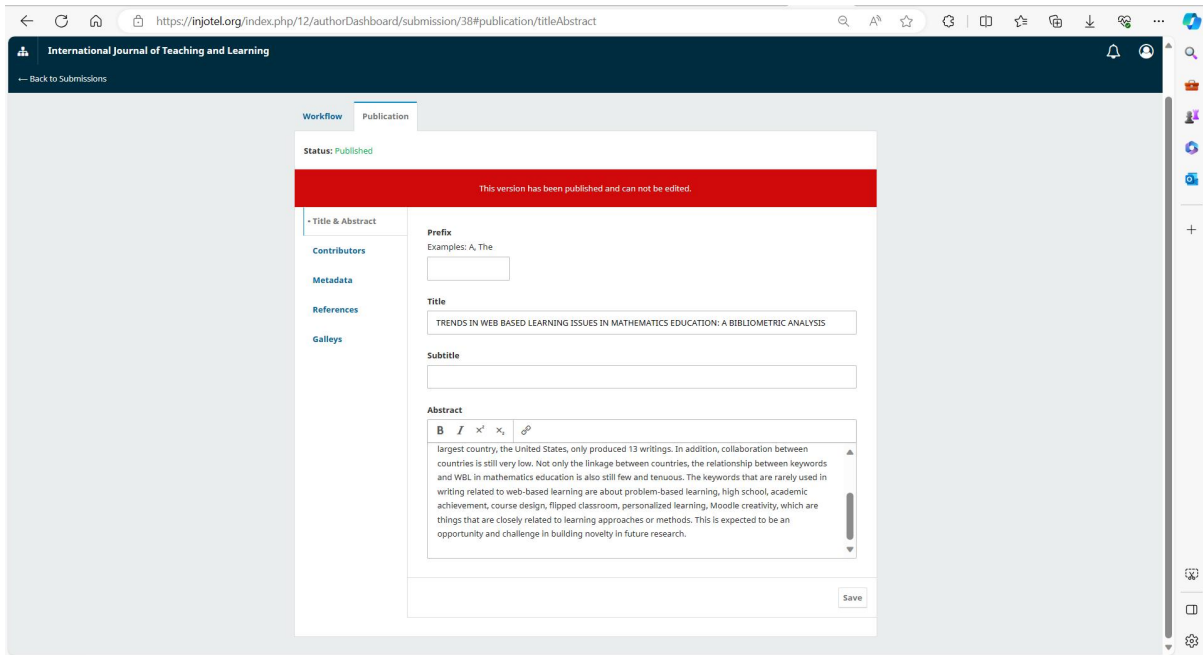 https://injotel.org/index.php/12/authorDashboard/submission/38#publication/titleAbstract
International Journal of Teaching and Learning
← Back to Submissions
Workflow
Publication
Status: Published
This version has been published and can not be edited.
• Title & Abstract
Contributors
Metadata
References
Galleys
Prefix
Examples: A, The
Title
TRENDS IN WEB BASED LEARNING ISSUES IN MATHEMATICS EDUCATION: A BIBLIOMETRIC ANALYSIS
Subtitle
Abstract
B I x² x₂
largest country, the United States, only produced 13 writings. In addition, collaboration between
countries is still very low. Not only the linkage between countries, the relationship between keywords
and WBL in mathematics education is also still few and tenuous. The keywords that are rarely used in
writing related to web-based learning are about problem-based learning, high school, academic
achievement, course design, flipped classroom, personalized learning, Moodle creativity, which are
things that are closely related to learning approaches or methods. This is expected to be an
opportunity and challenge in building novelty in future research.
Save